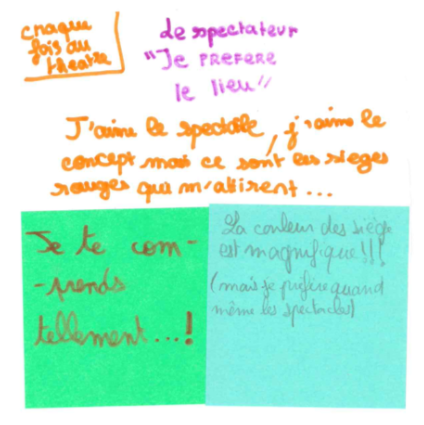 chaque
fois au
theatre
de spectateur
"Je PREFERE
le lieu"
J'aime le spectacle, j'aime le
concept mais ce sont les sieges
rouges qui m'attirent...
Je te com-
-prends
tellement...!
La couleur des sièges
est magnifique!!!
(mais je préfère quand
même les spectacles)